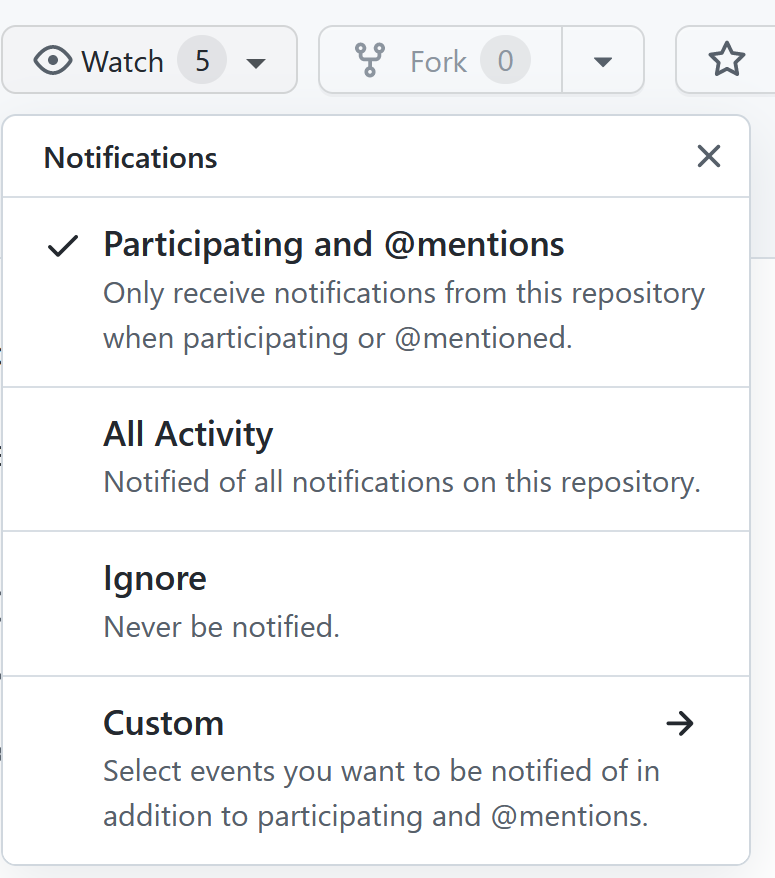 Watch 5 Fork 0
Notifications
Participating and @mentions
Only receive notifications from this repository
when participating or @mentioned.
All Activity
Notified of all notifications on this repository.
Ignore
Never be notified.
Custom
Select events you want to be notified of in
addition to participating and @mentions.